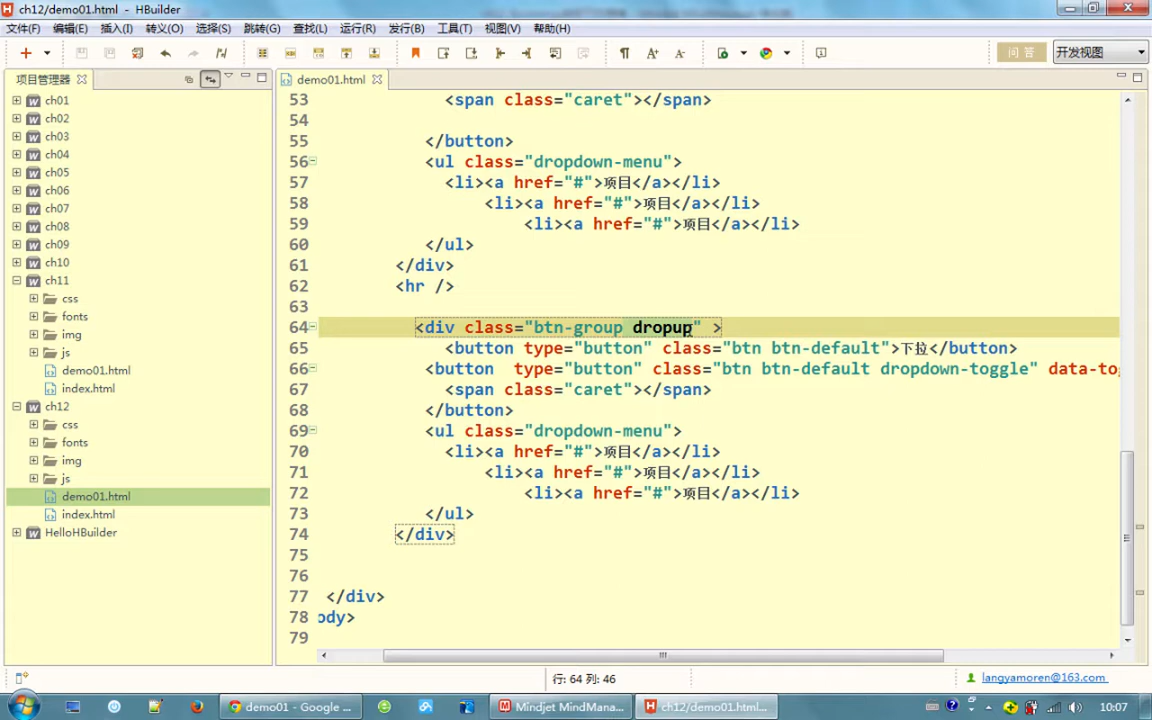 ch12/demo01.html - HBuilder
文件(F) 编辑(E) 插入(I) 转义(O) 选择(S) 跳转(G) 查找(L) 运行(R) 发行(B) 工具(T) 视图(V) 帮助(H)
问 答 开发视图
项目管理器 demo01.html
ch01
ch02
ch03
ch04
ch05
ch06
ch07
ch08
ch09
ch10
ch11
css
fonts
img
js
demo01.html
index.html
ch12
css
fonts
img
js
demo01.html
index.html
HelloHBuilder
53 <span class="caret"></span>
54
55 </button>
56 <ul class="dropdown-menu">
57 <li><a href="#">项目</a></li>
58 <li><a href="#">项目</a></li>
59 <li><a href="#">项目</a></li>
60 </ul>
61 </div>
62 <hr />
63
64 <div class="btn-group dropup" >
65 <button type="button" class="btn btn-default">下拉</button>
66 <button type="button" class="btn btn-default dropdown-toggle" data-tog
67 <span class="caret"></span>
68 </button>
69 <ul class="dropdown-menu">
70 <li><a href="#">项目</a></li>
71 <li><a href="#">项目</a></li>
72 <li><a href="#">项目</a></li>
73 </ul>
74 </div>
75
76
77 </div>
78 ody>
79
行: 64 列: 46 langyamoren@163.com
demo01 - Google ... Mindjet MindMana... ch12/demo01.html... 10:07